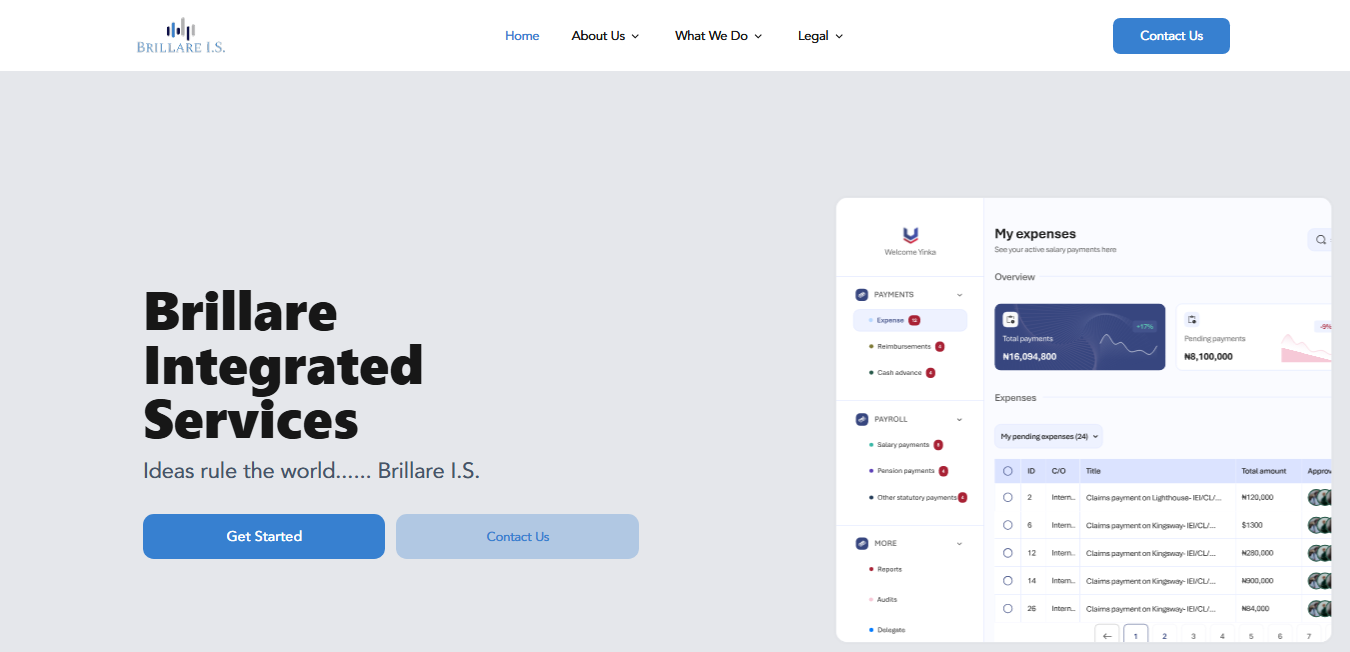 BRILLARE I.S.
Home
About Us
What We Do
Legal
Contact Us
Brillare
Integrated
Services
Ideas rule the world...... Brillare I.S.
Get Started
Contact Us
Welcome Yinka
PAYMENTS
Expense
Reimbursements
Cash advance
PAYROLL
Salary payments
Pension payments
Other statutory payments
MORE
Reports
Audits
Delegate
My expenses
See your active salary payments here
Overview
+17%
Total payments
₦16,094,800
-9%
Pending payments
₦8,100,000
Expenses
My pending expenses (24)
ID C/O Title Total amount Approv
2 Intern... Claims payment on Lighthouse- IEI/CL/... ₦120,000
6 Intern... Claims payment on Kingsway- IEI/CL/... $1300
12 Intern... Claims payment on Kingsway- IEI/CL/... ₦280,000
14 Intern... Claims payment on Kingsway- IEI/CL/... ₦900,000
26 Intern... Claims payment on Kingsway- IEI/CL/... ₦84,000
← 1 2 3 4 5 6 7